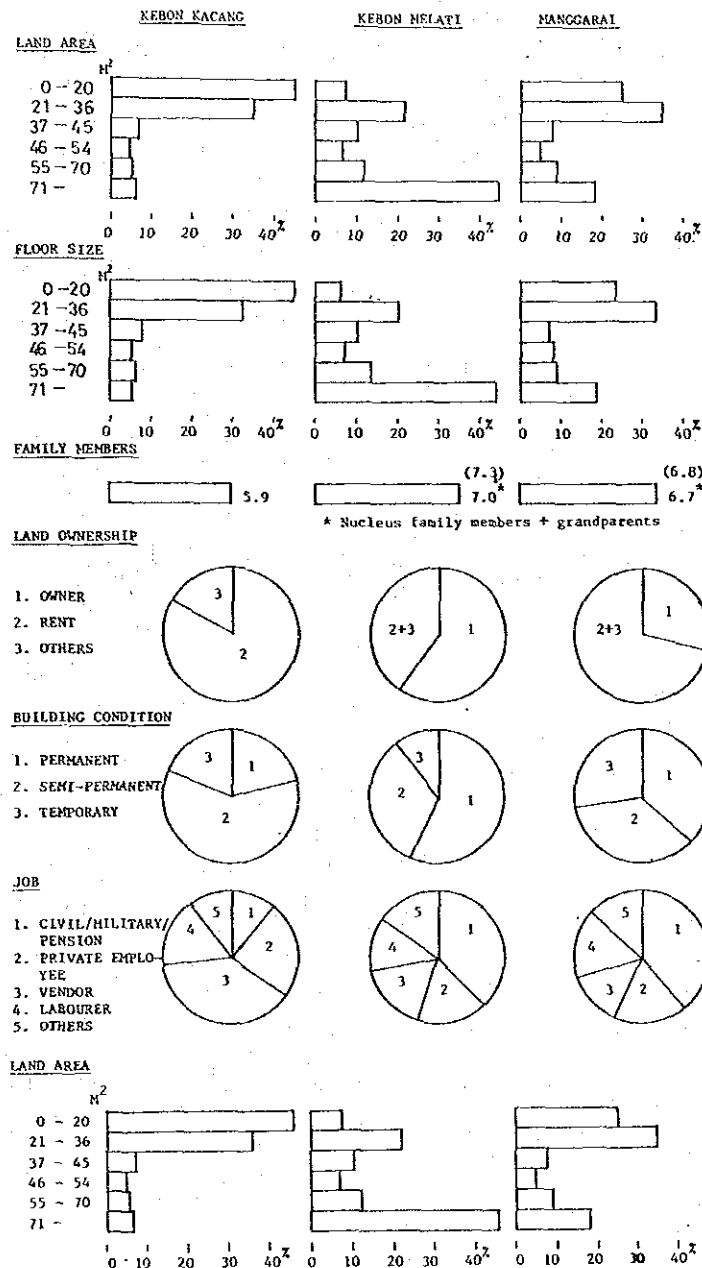 KEBON KACANG KEBON MELATI MANGGARAI
LAND AREA
M²
0 - 20
21 - 36
37 - 45
46 - 54
55 - 70
71 -
0 10 20 30 40% 0 10 20 30 40% 0 10 20 30 40%
FLOOR SIZE
M²
0 - 20
21 - 36
37 - 45
46 - 54
55 - 70
71 -
0 10 20 30 40% 0 10 20 30 40% 0 10 20 30 40%
FAMILY MEMBERS
(7.3) (6.8)
5.9 7.0* 6.7*
* Nucleus family members + grandparents
LAND OWNERSHIP
1. OWNER
2. RENT
3. OTHERS
3 2
2+3 1
2+3 1
BUILDING CONDITION
1. PERMANENT
2. SEMI-PERMANENT
3. TEMPORARY
3 1 2
3 2 1
3 1 2
JOB
1. CIVIL/MILITARY/
PENSION
2. PRIVATE EMPLO-
YEE
3. VENDOR
4. LABOURER
5. OTHERS
5 1 4 2 3
5 1 4 3 2
5 1 4 3 2
LAND AREA
M²
0 - 20
21 - 36
37 - 45
46 - 54
55 - 70
71 -
0 10 20 30 40% 0 10 20 30 40% 0 10 20 30 40%